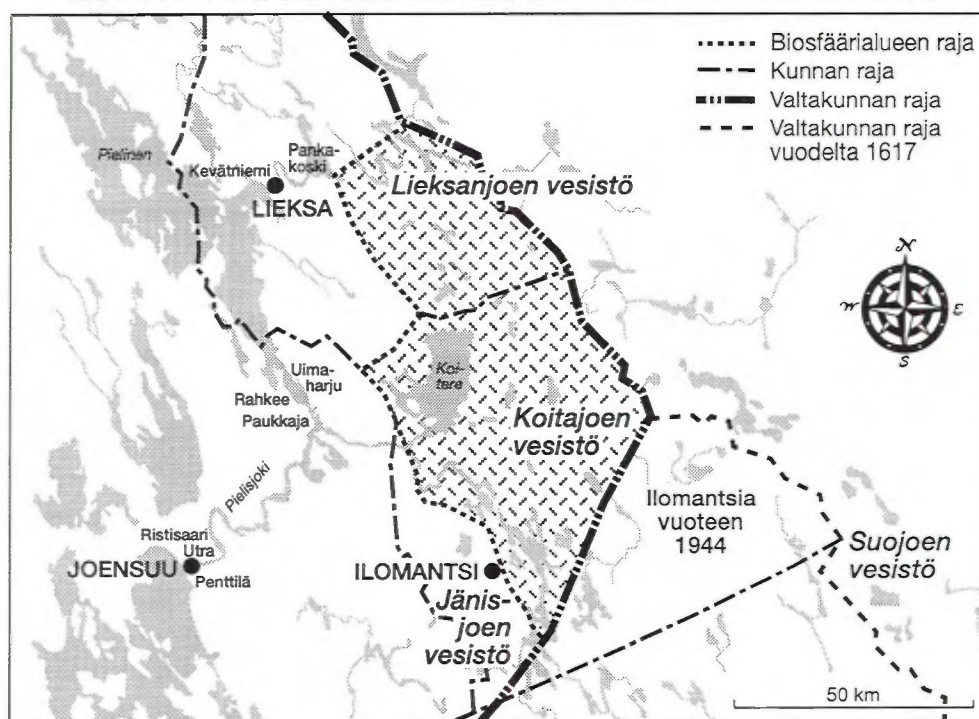 Biosfäärialueen raja
Kunnan raja
Valtakunnan raja
Valtakunnan raja
vuodelta 1617
Pielinen
Kevätniemi
Panka-
koski
LIEKSA
Lieksanjoen vesistö
N
W
E
S
Uima-
harju
Koi-
tere
Rahkee
Paukkaja
Koitajoen
vesistö
Pielisjoki
Ilomantsia
vuoteen
1944
Suojoen
vesistö
Ristisaari
Utra
JOENSUU
Penttilä
ILOMANTSI
Jänis-
joen
vesistö
50 km